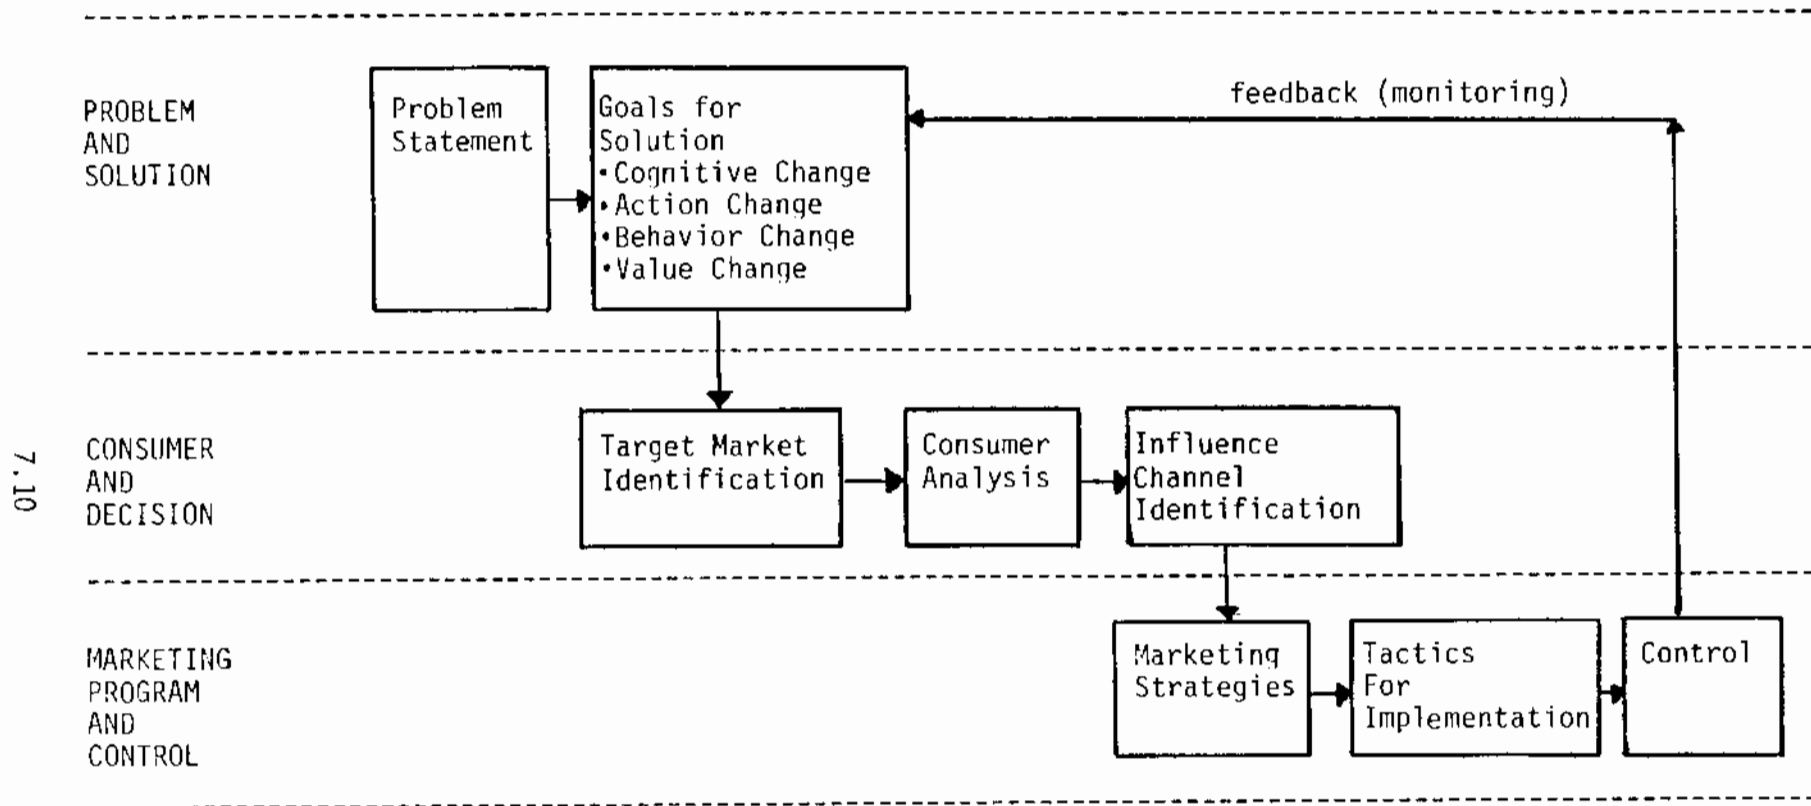 PROBLEM
AND
SOLUTION
Problem
Statement
Goals for
Solution
•Cognitive Change
•Action Change
•Behavior Change
•Value Change
feedback (monitoring)
7.10
CONSUMER
AND
DECISION
Target Market
Identification
Consumer
Analysis
Influence
Channel
Identification
MARKETING
PROGRAM
AND
CONTROL
Marketing
Strategies
Tactics
For
Implementation
Control